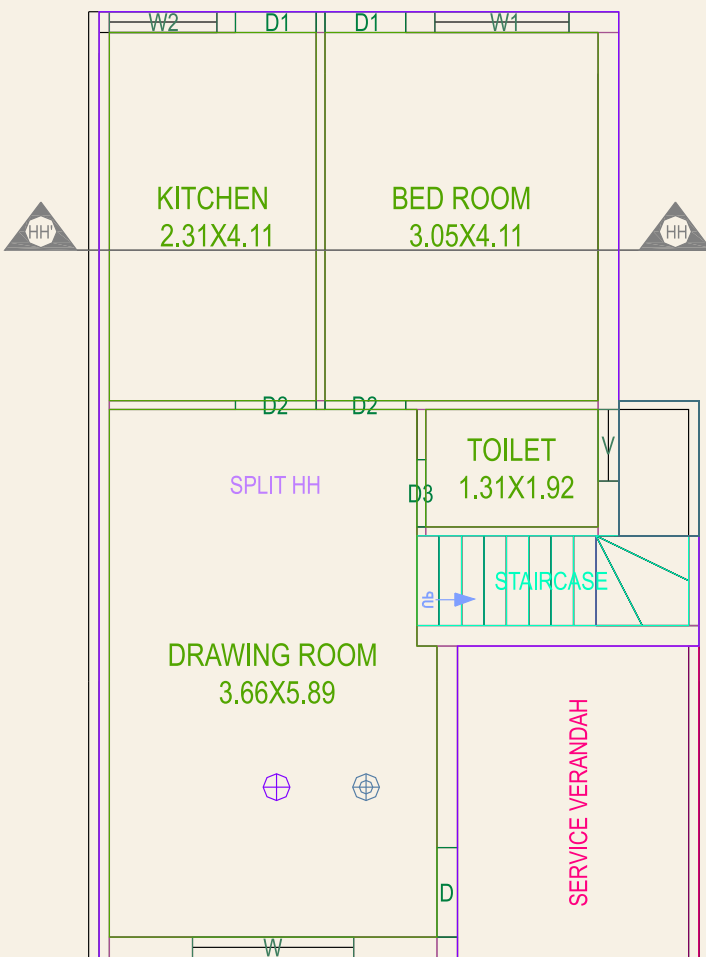 W2
D1
D1
W1
KITCHEN
2.31X4.11
BED ROOM
3.05X4.11
HH'
HH
D2
D2
TOILET
1.31X1.92
V
SPLIT HH
D3
STAIRCASE
UP
DRAWING ROOM
3.66X5.89
SERVICE VERANDAH
D
W